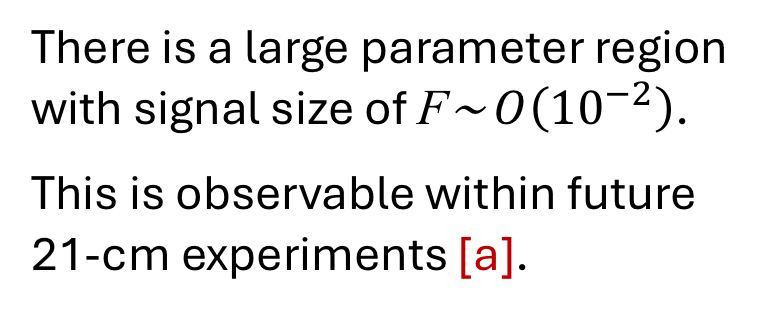 There is a large parameter region
with signal size of F~O(10⁻²).
This is observable within future
21-cm experiments [a].